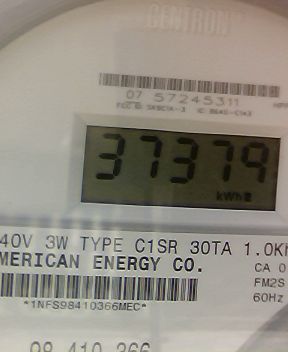 CENTRON
07 57245311
37379
kWh
40V 3W TYPE C1SR 30TA 1.0K
MERICAN ENERGY CO.
CA 0
FM2S
60Hz
*1NFS98410366MEC*
98 410 366